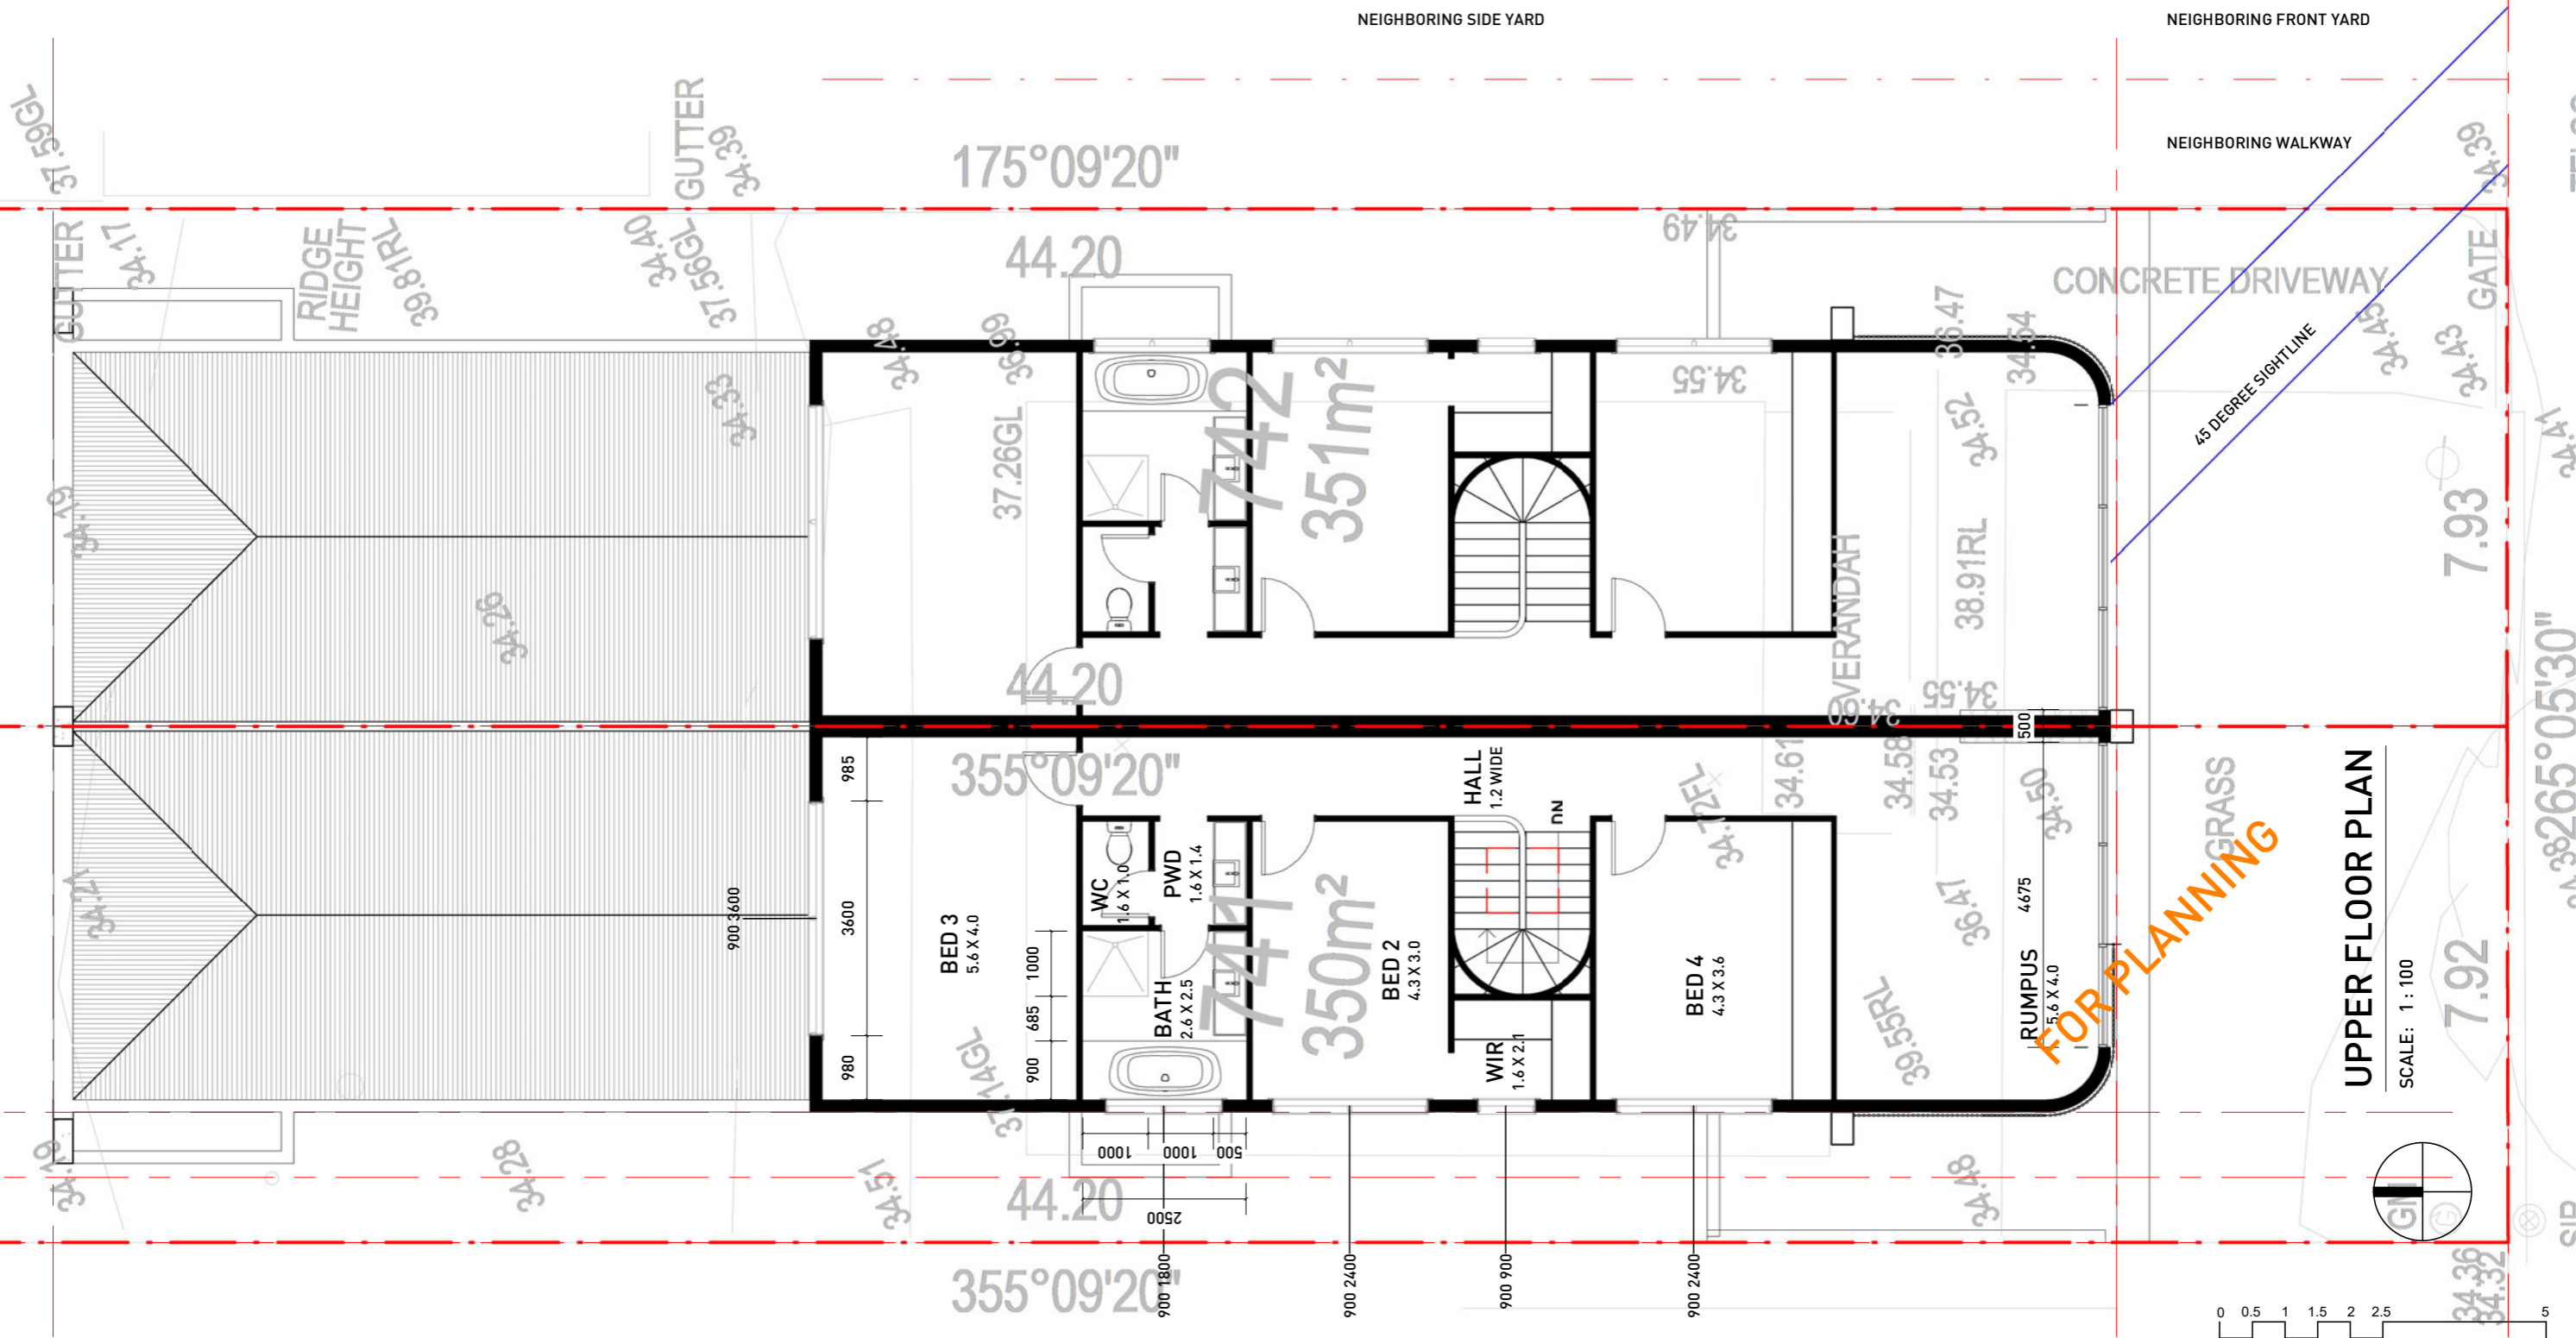 NEIGHBORING SIDE YARD
NEIGHBORING FRONT YARD
NEIGHBORING WALKWAY
37.59GL
GUTTER
34.39
34.39
175°09'20"
44.20
GUTTER
34.17
RIDGE
HEIGHT
39.81RL
34.40
37.56GL
34.49
CONCRETE DRIVEWAY
GATE
45 DEGREE SIGHTLINE
34.45
34.43
34.41
34.48
36.99
34.33
37.26GL
742
351m²
34.55
36.47
34.54
34.52
34.19
34.26
38.91RL
VERANDAH
7.93
44.20
34.60
34.55
500
265°05'30"
355°09'20"
985
3600
980
900 3600
BED 3
5.6 X 4.0
WC
1.6 X 1.0
PWD
1.6 X 1.4
BATH
2.6 X 2.5
1000
685
900
741
350m²
BED 2
4.3 X 3.0
HALL
1.2 WIDE
WIR
1.6 X 2.1
BED 4
4.3 X 3.6
34.72FL
34.61
34.58
34.53
34.50
36.47
39.55RL
4675
RUMPUS
5.6 X 4.0
GRASS
FOR PLANNING
UPPER FLOOR PLAN
SCALE: 1 : 100
7.92
34.21
37.14GL
34.19
34.28
34.51
1000
1000
500
2500
44.20
34.48
355°09'20"
900 1800
900 2400
900 900
900 2400
34.36
34.32
0 0.5 1 1.5 2 2.5 5